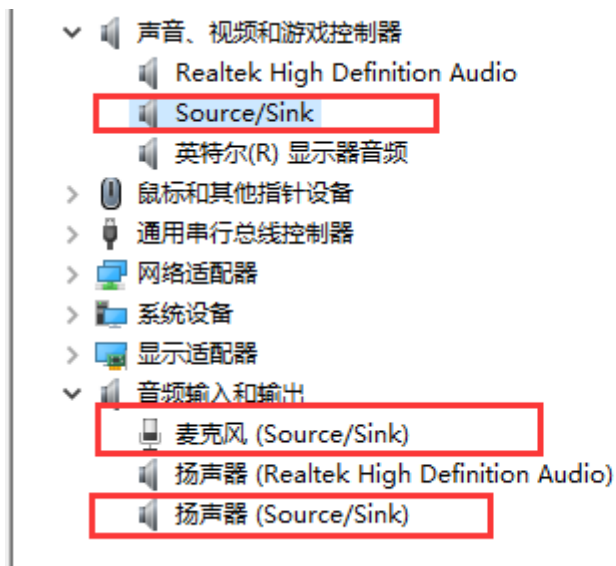 声音、视频和游戏控制器
Realtek High Definition Audio
Source/Sink
英特尔(R) 显示器音频
鼠标和其他指针设备
通用串行总线控制器
网络适配器
系统设备
显示适配器
音频输入和输出
麦克风 (Source/Sink)
扬声器 (Realtek High Definition Audio)
扬声器 (Source/Sink)